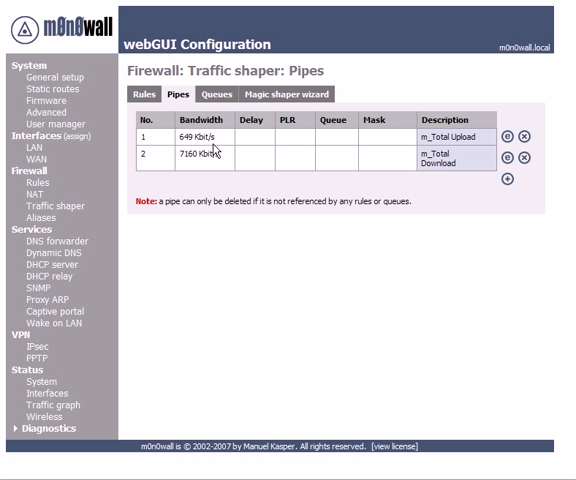 m0n0wall
webGUI Configuration
m0n0wall.local
System
General setup
Static routes
Firmware
Advanced
User manager
Interfaces (assign)
LAN
WAN
Firewall
Rules
NAT
Traffic shaper
Aliases
Services
DNS forwarder
Dynamic DNS
DHCP server
DHCP relay
SNMP
Proxy ARP
Captive portal
Wake on LAN
VPN
IPsec
PPTP
Status
System
Interfaces
Traffic graph
Wireless
Diagnostics
Firewall: Traffic shaper: Pipes
Rules Pipes Queues Magic shaper wizard
No. Bandwidth Delay PLR Queue Mask Description
1 649 Kbit/s m_Total Upload
2 7160 Kbit/s m_Total
Download
Note: a pipe can only be deleted if it is not referenced by any rules or queues.
m0n0wall is © 2002-2007 by Manuel Kasper. All rights reserved. [view license]